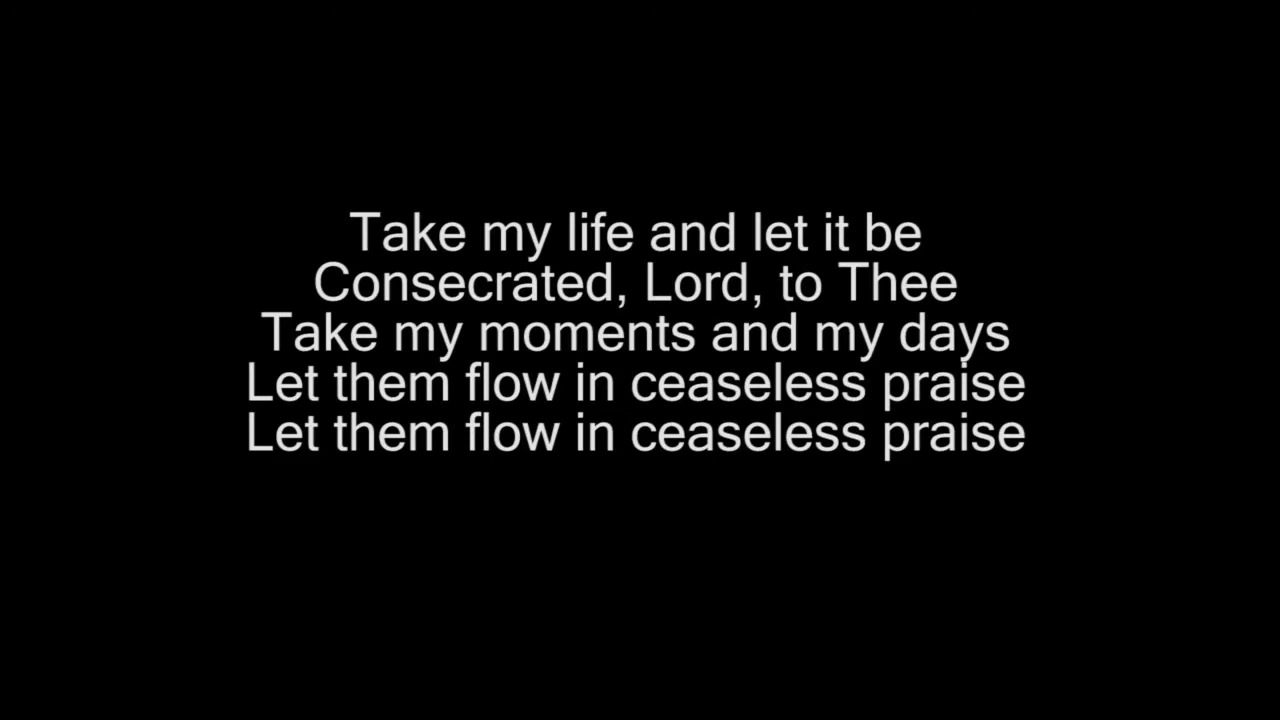 Take my life and let it be
Consecrated, Lord, to Thee
Take my moments and my days
Let them flow in ceaseless praise
Let them flow in ceaseless praise